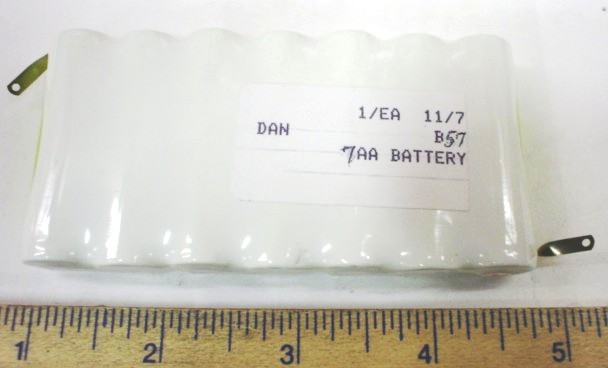 1/EA 11/7
DAN
B57
7AA BATTERY
1 2 3 4 5